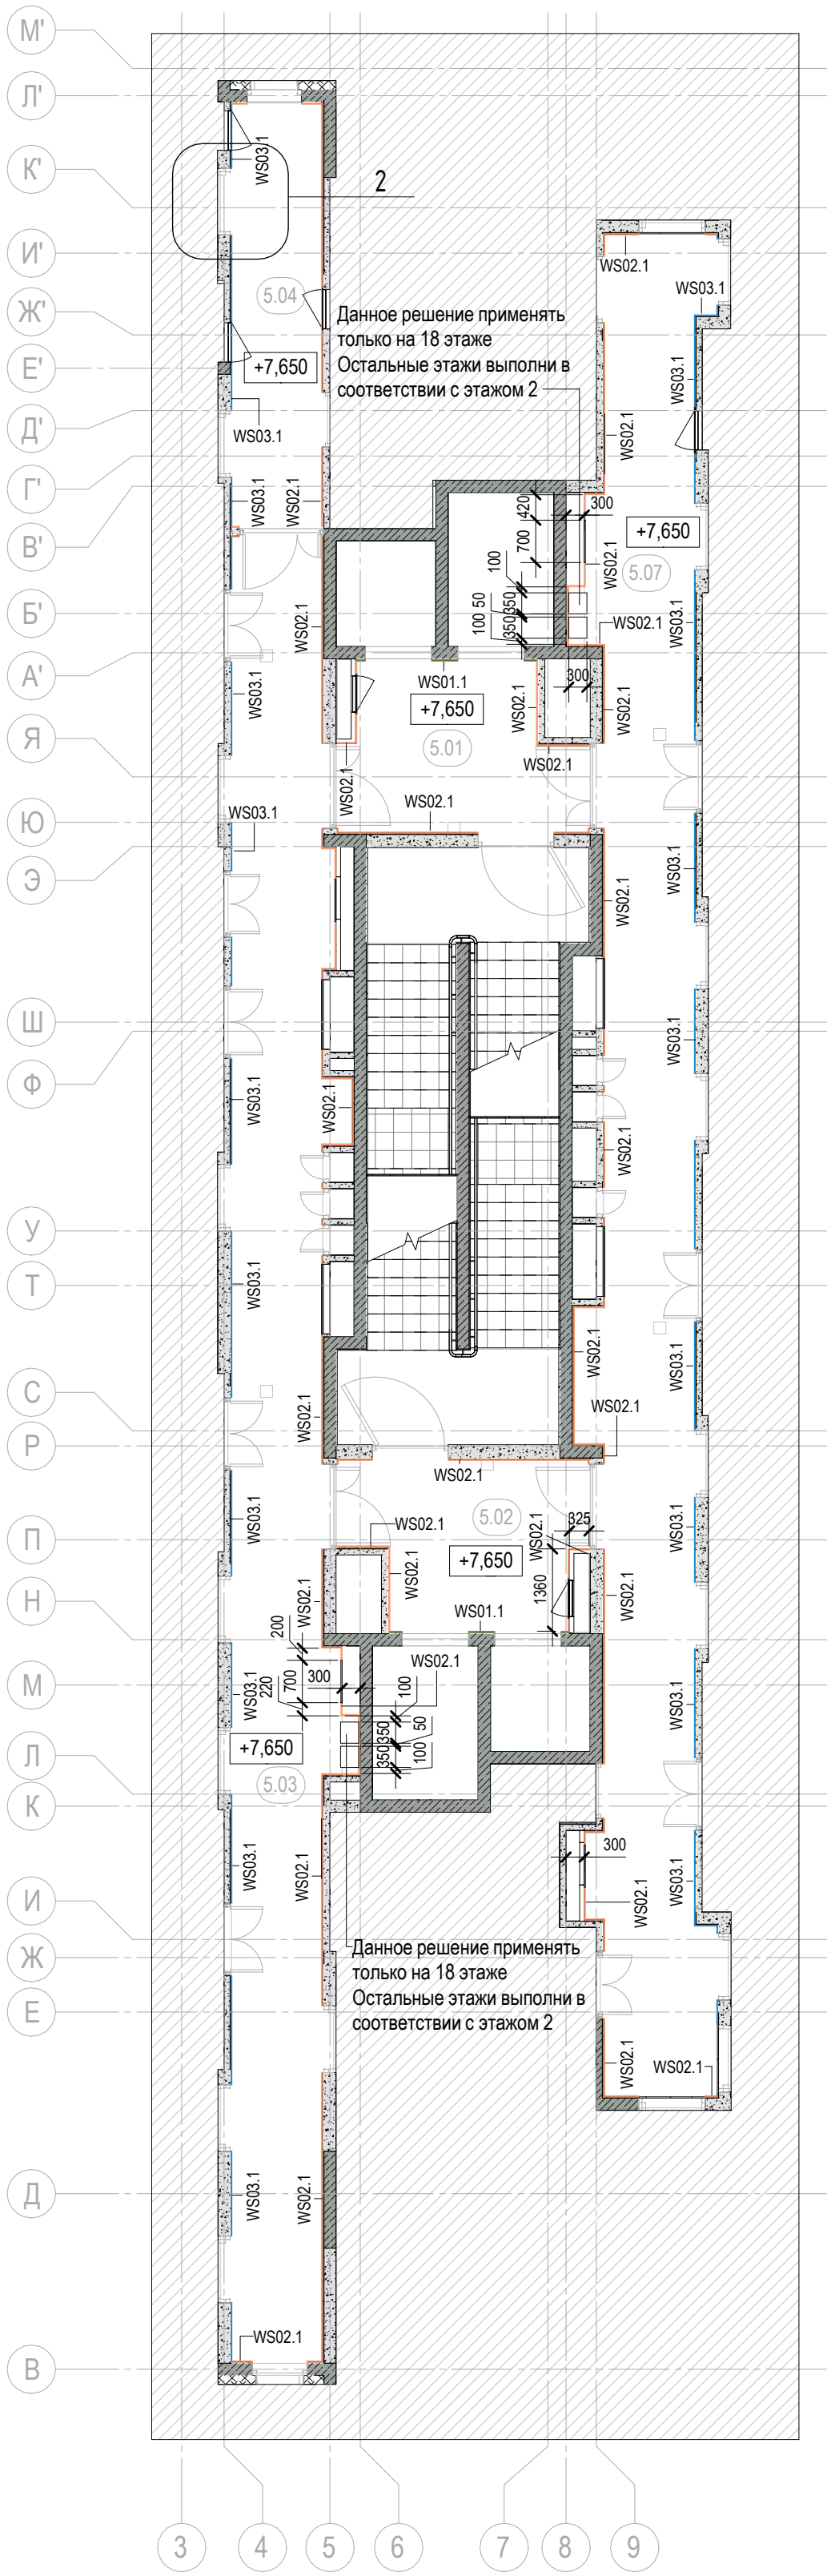 М'
Л'
К'
WS03.1
2
И'
WS02.1
WS03.1
5.04
Ж'
Данное решение применять
только на 18 этаже
Остальные этажи выполни в
соответствии с этажом 2
Е'
+7,650
WS03.1
Д'
WS03.1
WS02.1
Г'
WS03.1
WS02.1
420
300
700
+7,650
В'
100
WS02.1
5.07
Б'
WS02.1
350
50
350
100
WS02.1
WS03.1
А'
WS03.1
WS01.1
+7,650
WS02.1
300
WS02.1
Я
5.01
WS02.1
WS02.1
Ю
WS03.1
WS02.1
Э
WS03.1
WS02.1
Ш
WS03.1
Ф
WS03.1
WS02.1
WS02.1
У
Т
WS03.1
WS02.1
WS03.1
С
WS02.1
WS02.1
Р
WS02.1
WS03.1
5.02
325
WS03.1
П
WS02.1
WS02.1
+7,650
WS02.1
1360
Н
WS02.1
WS02.1
WS01.1
200
WS02.1
М
WS03.1
220
700
300
100
WS03.1
350
50
350
100
+7,650
Л
5.03
К
WS03.1
WS02.1
300
WS03.1
И
WS02.1
Ж
Данное решение применять
только на 18 этаже
Остальные этажи выполни в
соответствии с этажом 2
Е
WS02.1
WS02.1
Д
WS03.1
WS02.1
WS02.1
В
3
4
5
6
7
8
9